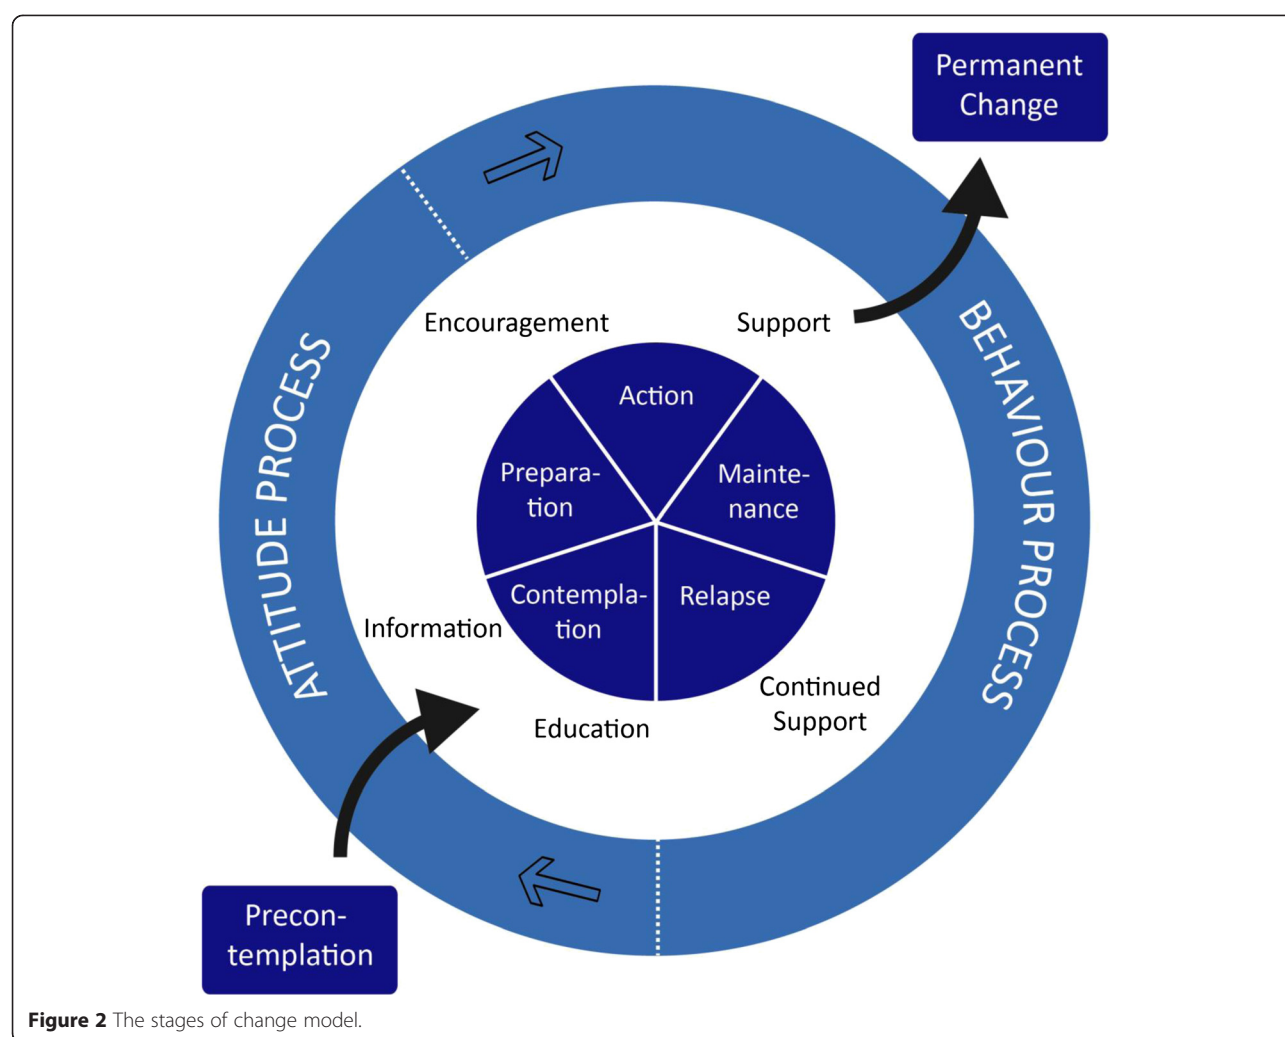 Permanent
Change
Encouragement
Support
ATTITUDE PROCESS
BEHAVIOUR PROCESS
Action
Prepara-
tion
Mainte-
nance
Contempla-
tion
Relapse
Information
Continued
Support
Education
Precon-
templation
Figure 2 The stages of change model.